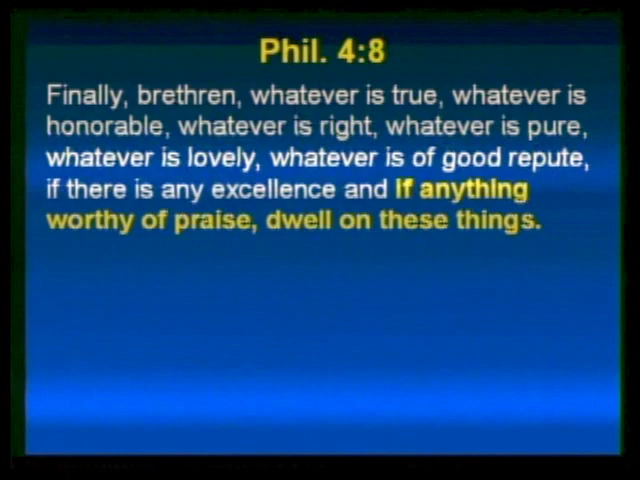 Phil. 4:8
Finally, brethren, whatever is true, whatever is
honorable, whatever is right, whatever is pure,
whatever is lovely, whatever is of good repute,
if there is any excellence and if anything
worthy of praise, dwell on these things.